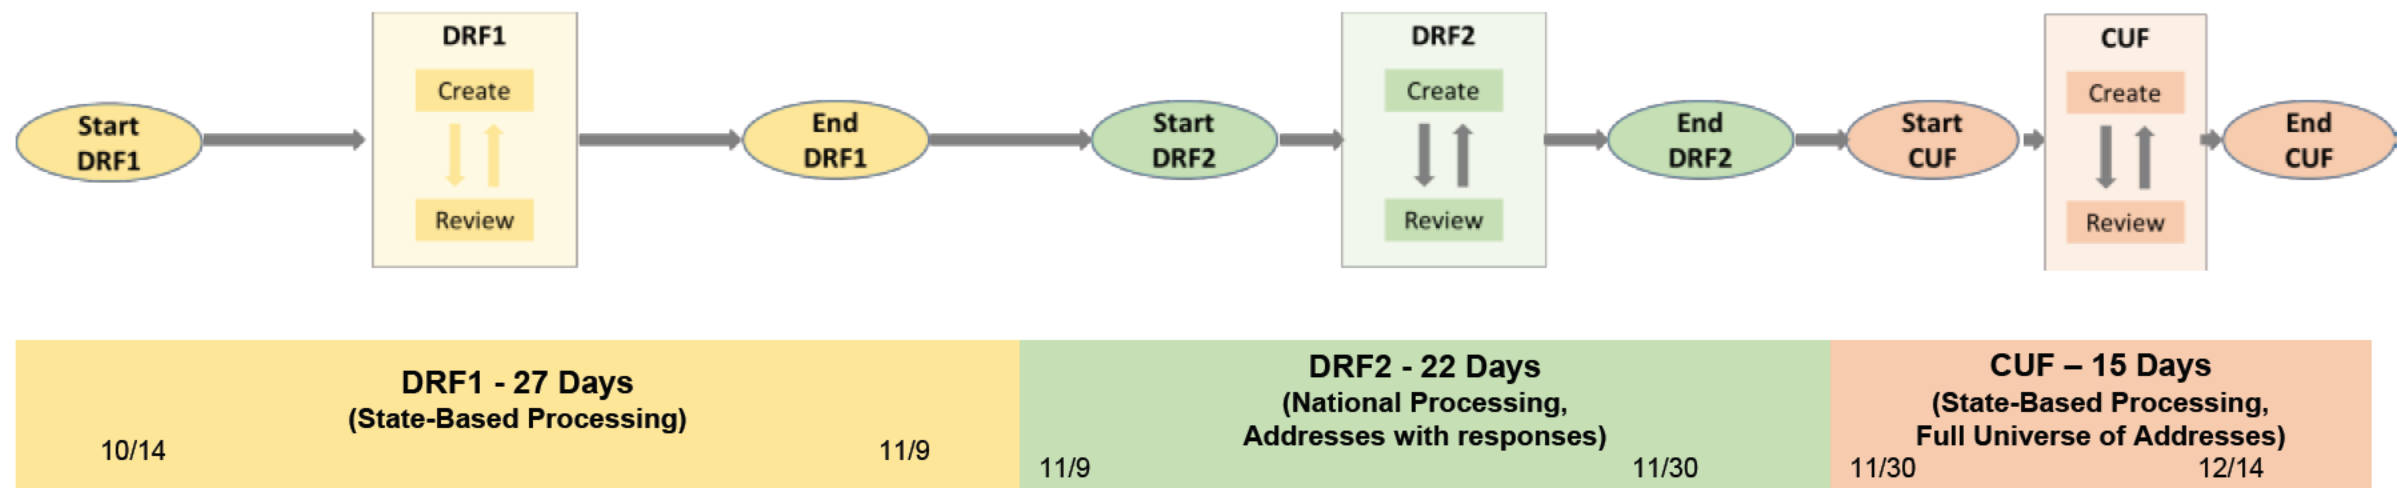 DRF1
Create
Review
Start
DRF1
End
DRF1
DRF2
Create
Review
Start
DRF2
End
DRF2
CUF
Create
Review
Start
CUF
End
CUF
DRF1 - 27 Days
(State-Based Processing)
10/14
11/9
DRF2 - 22 Days
(National Processing,
Addresses with responses)
11/9
11/30
CUF – 15 Days
(State-Based Processing,
Full Universe of Addresses)
11/30
12/14